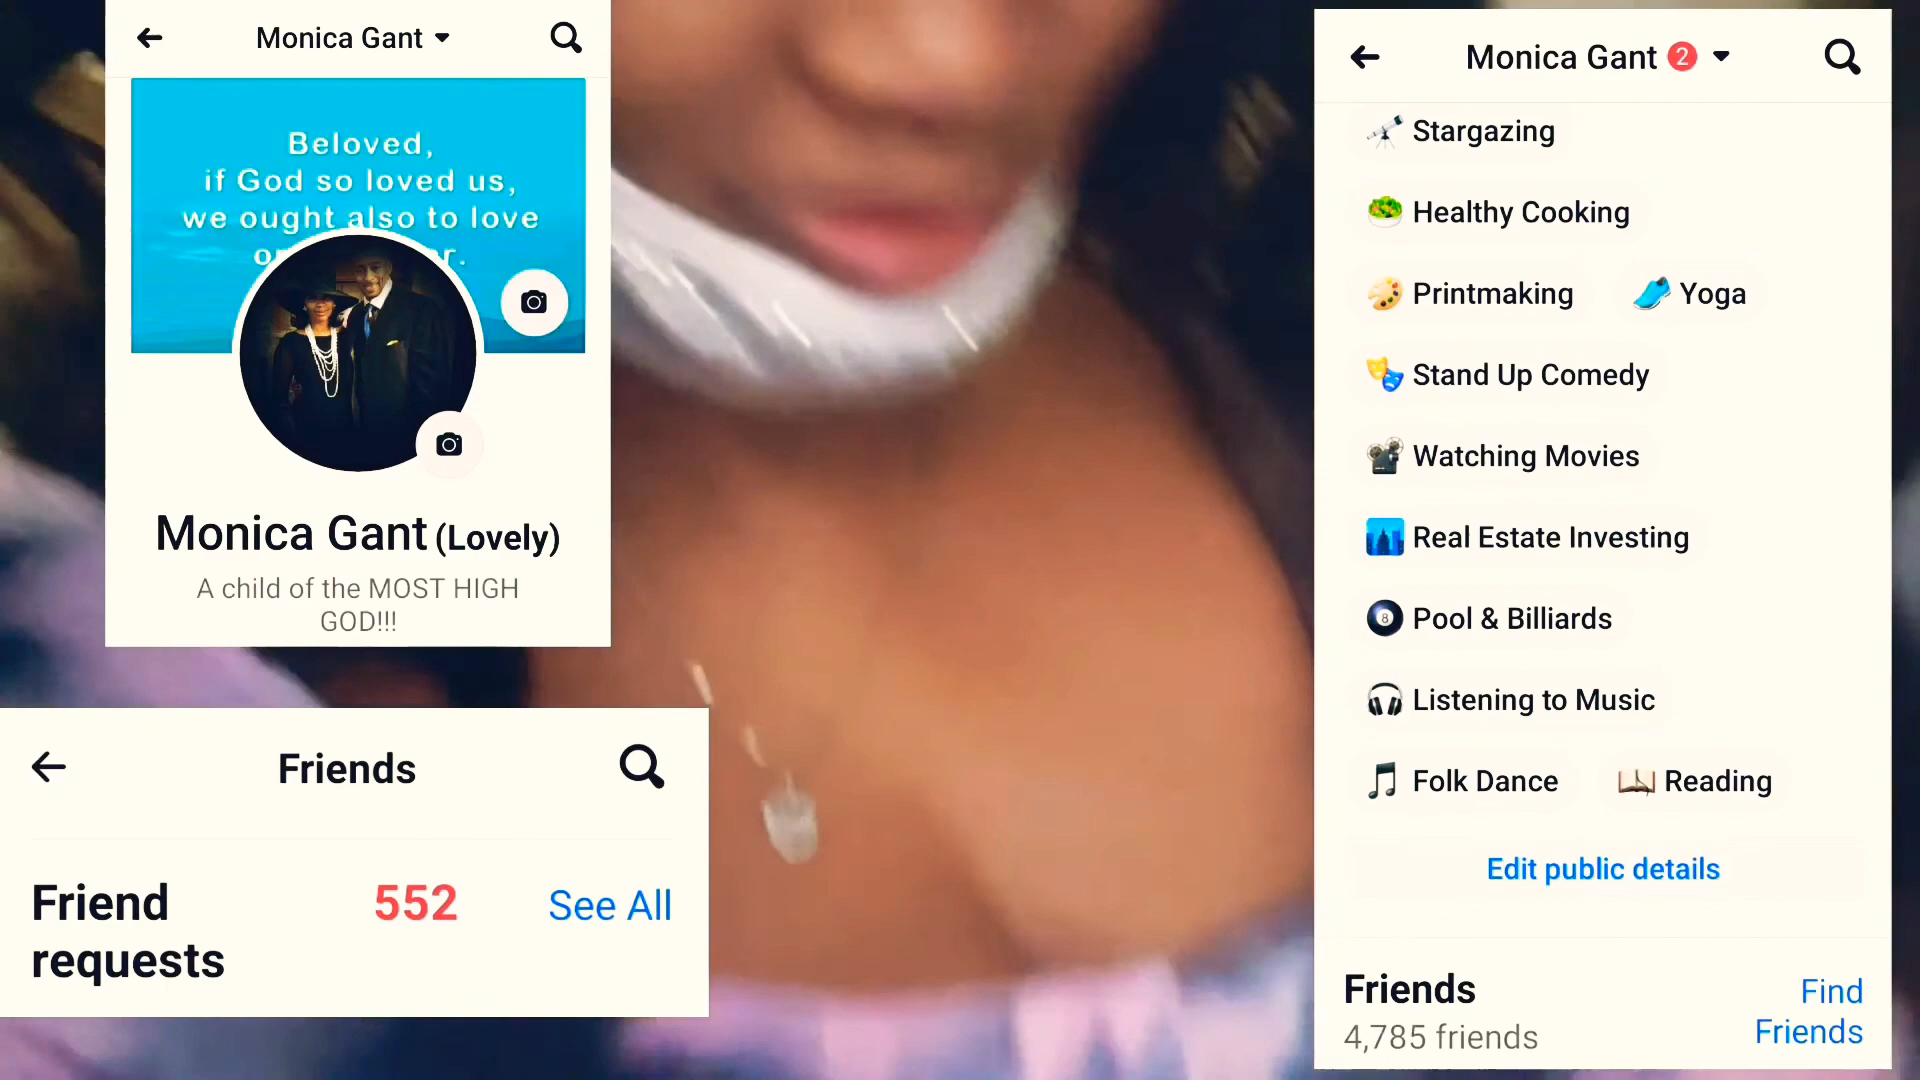 Monica Gant
Beloved,
if God so loved us,
we ought also to love
Monica Gant (Lovely)
A child of the MOST HIGH
GOD!!!
Friends
Friend
requests
552
See All
Monica Gant 2
Stargazing
Healthy Cooking
Printmaking Yoga
Stand Up Comedy
Watching Movies
Real Estate Investing
8
Pool & Billiards
Listening to Music
Folk Dance Reading
Edit public details
Friends
4,785 friends
Find
Friends